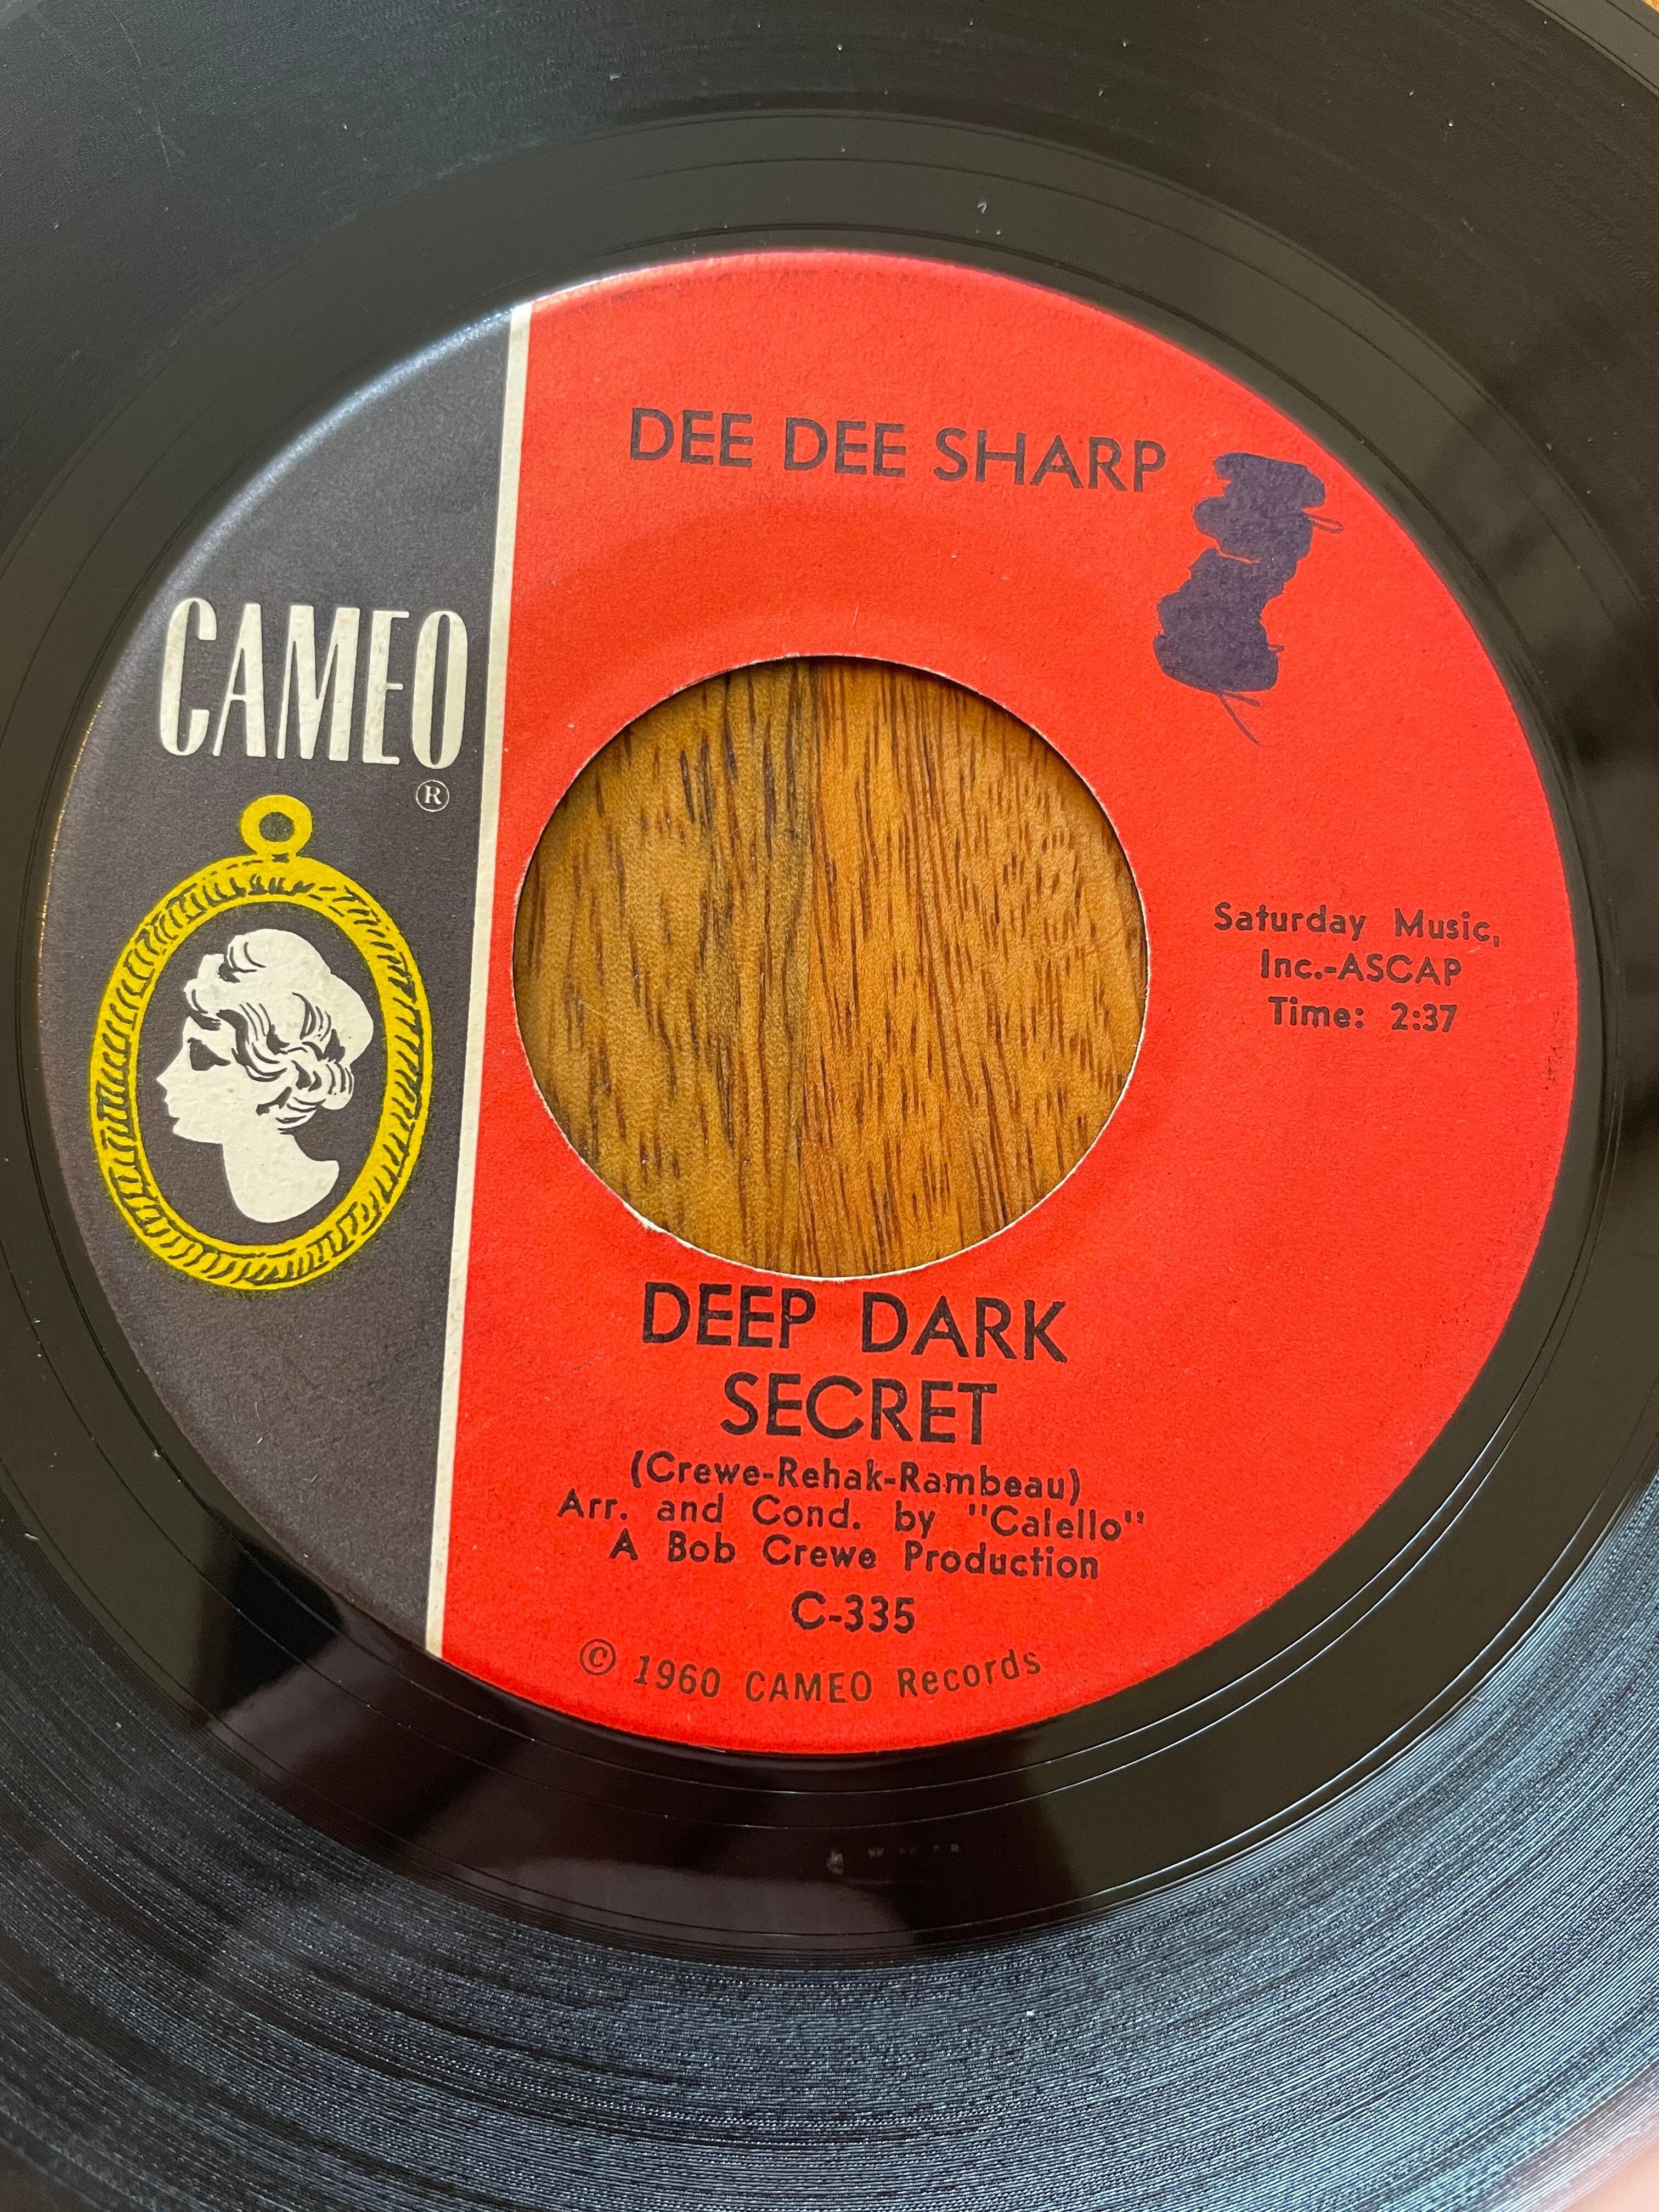 DEE DEE SHARP
CAMEO
®
Saturday Music,
Inc.-ASCAP
Time: 2:37
DEEP DARK
SECRET
(Crewe-Rehak-Rambeau)
Arr. and Cond. by "Calello"
A Bob Crewe Production
C-335
© 1960 CAMEO Records